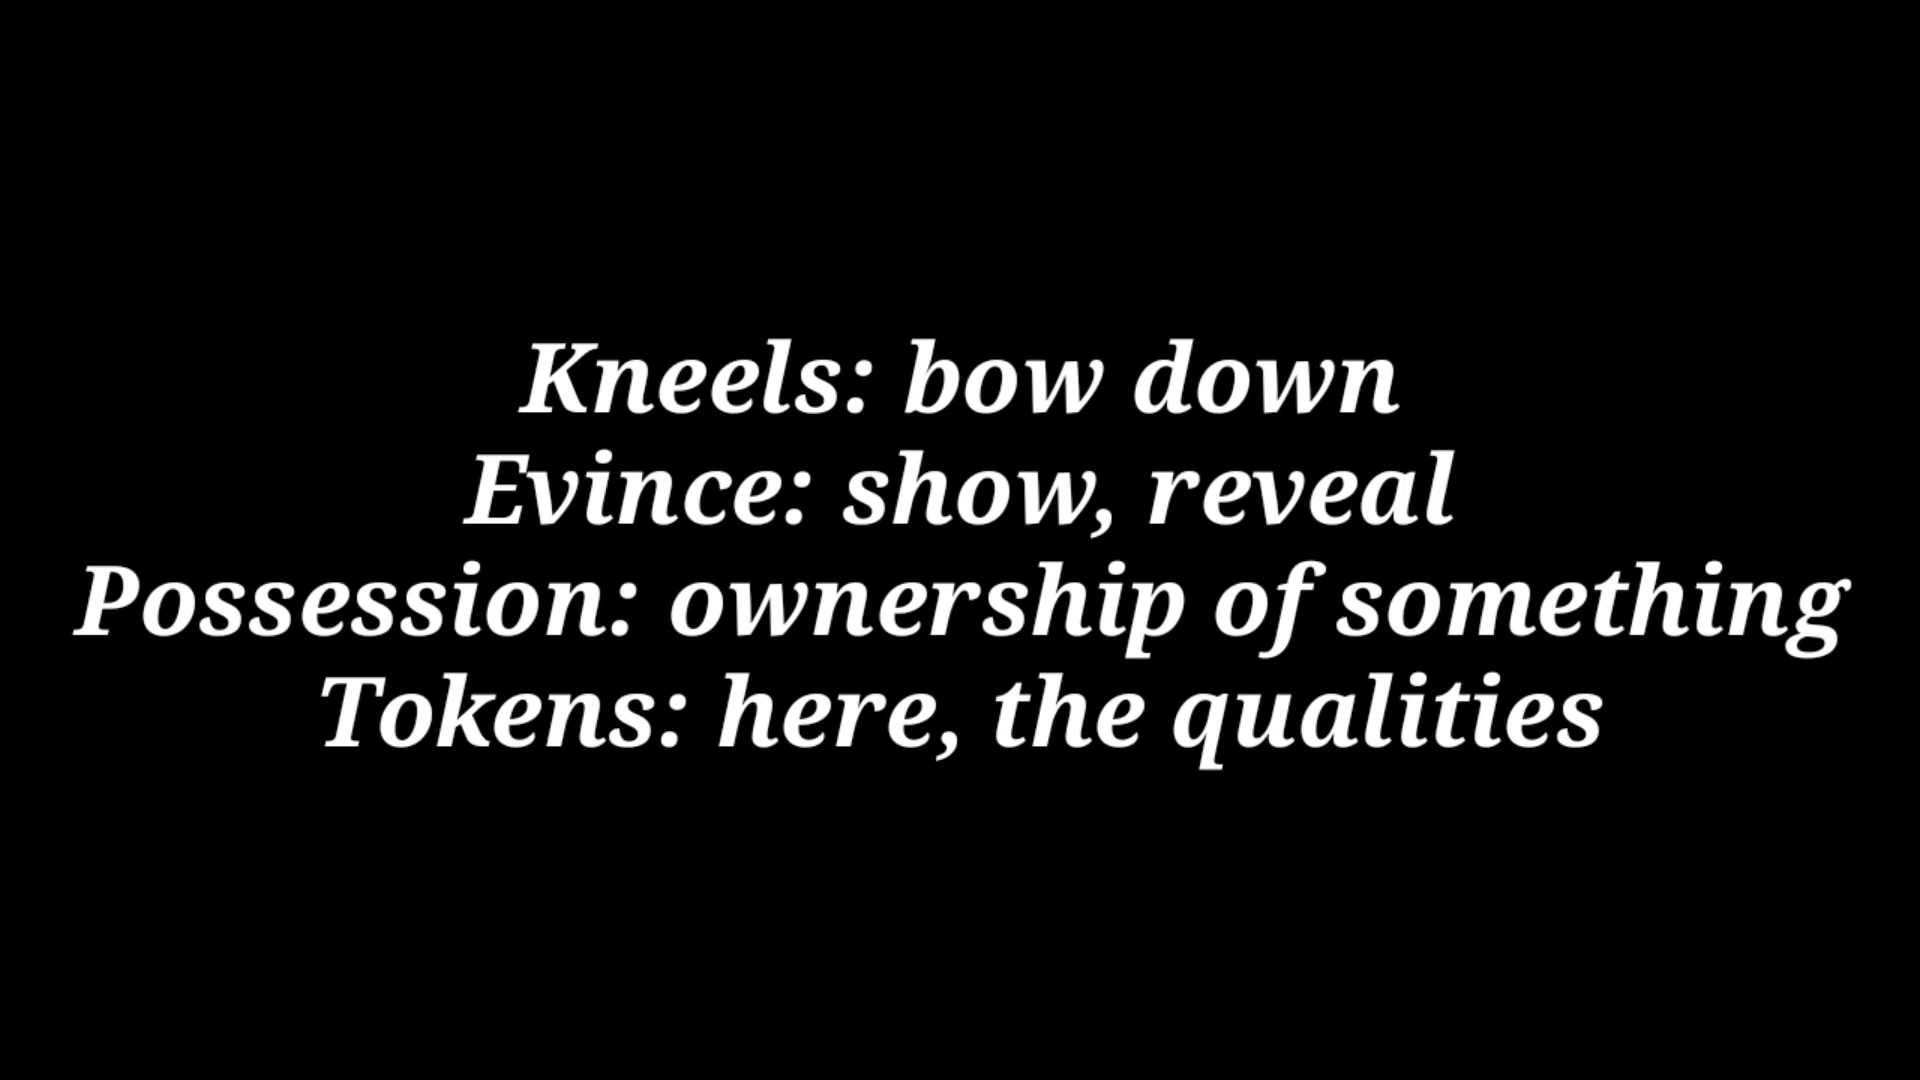 Kneels: bow down
Evince: show, reveal
Possession: ownership of something
Tokens: here, the qualities